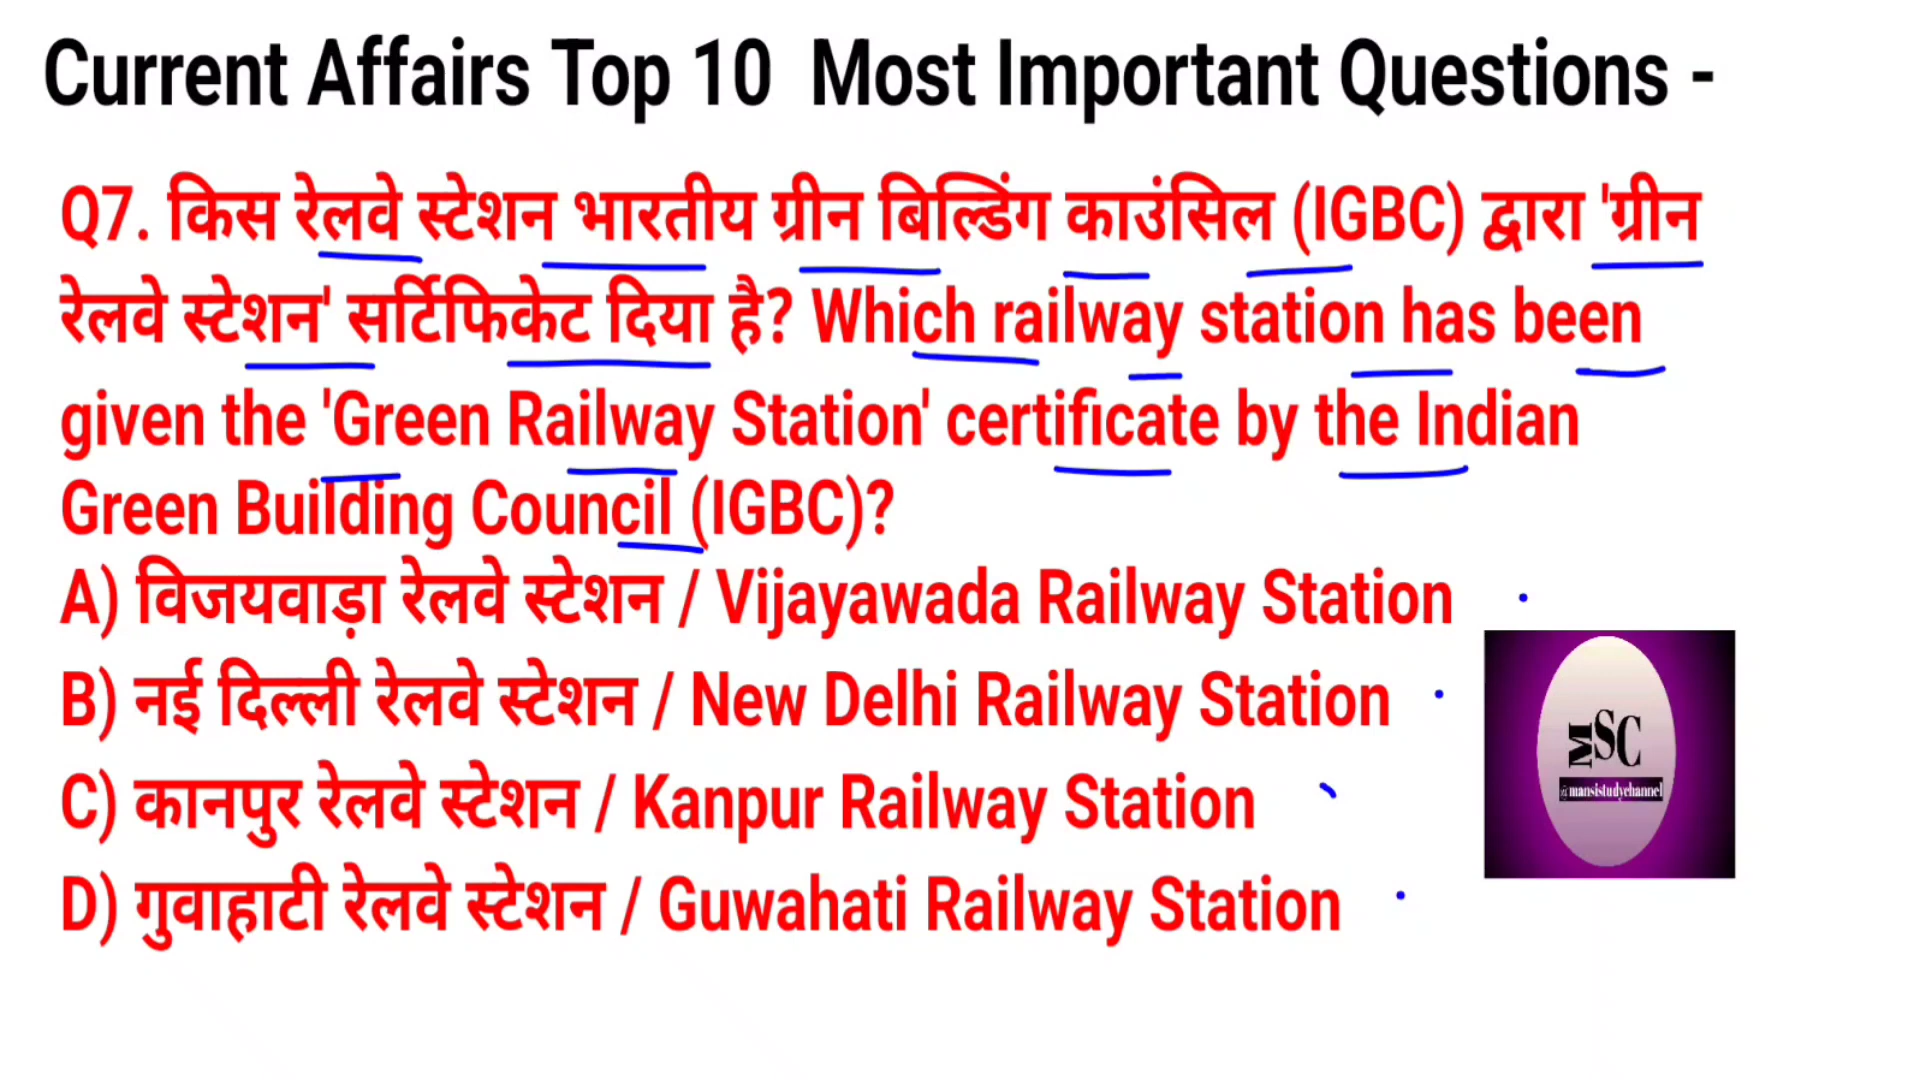 Current Affairs Top 10 Most Important Questions -
Q7. किस रेलवे स्टेशन भारतीय ग्रीन बिल्डिंग काउंसिल (IGBC) द्वारा 'ग्रीन
रेलवे स्टेशन' सर्टिफिकेट दिया है? Which railway station has been
given the 'Green Railway Station' certificate by the Indian
Green Building Council (IGBC)?
A) विजयवाड़ा रेलवे स्टेशन / Vijayawada Railway Station
B) नई दिल्ली रेलवे स्टेशन / New Delhi Railway Station
C) कानपुर रेलवे स्टेशन / Kanpur Railway Station
D) गुवाहाटी रेलवे स्टेशन / Guwahati Railway Station
MSC
@mansistudychannel